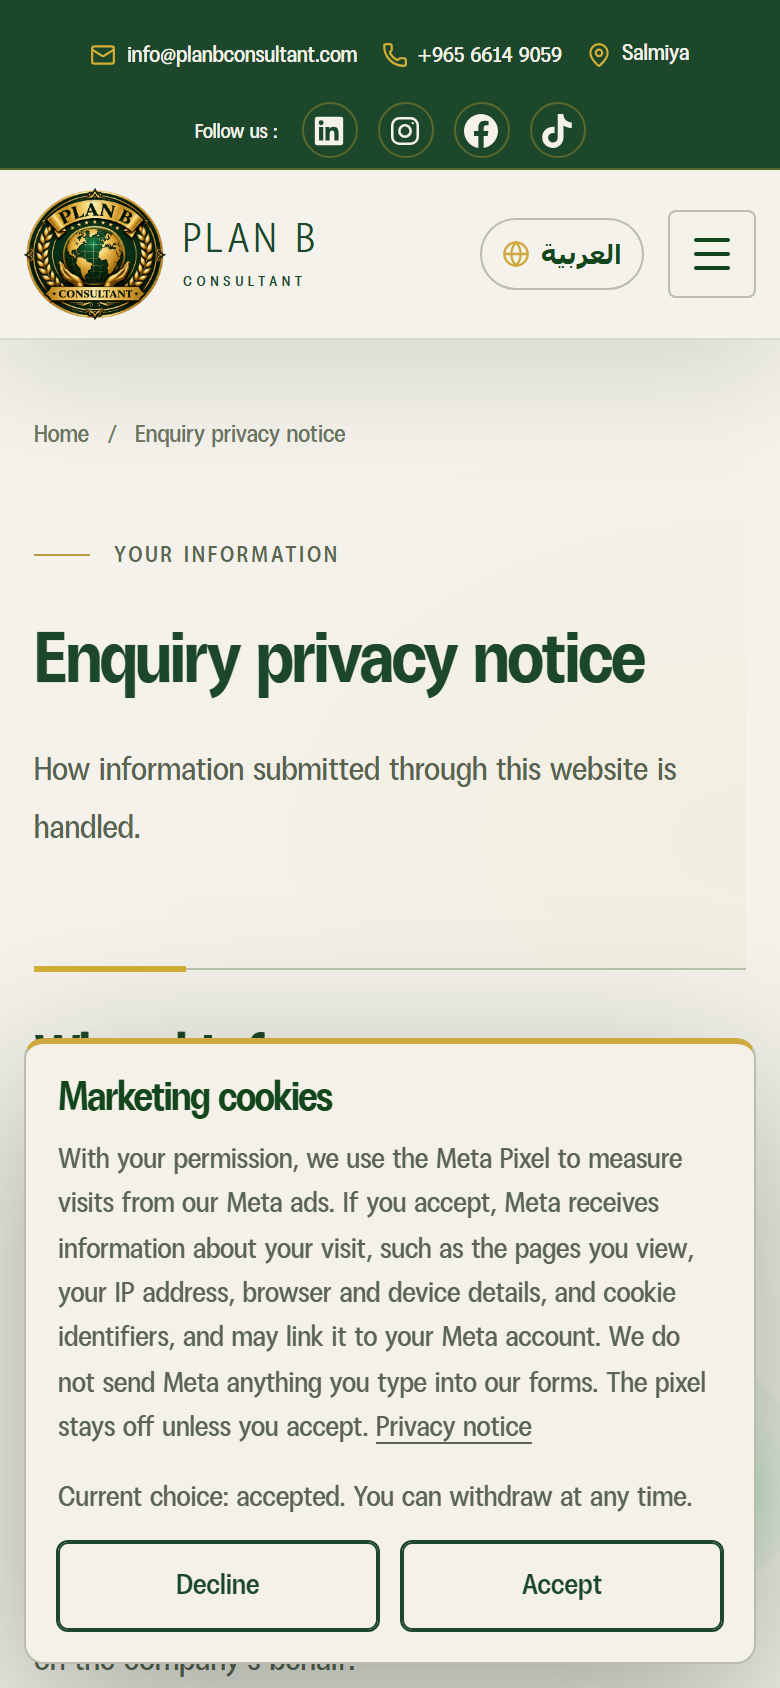 info@planbconsultant.com +965 6614 9059 Salmiya
Follow us :
PLAN B
CONSULTANT
PLAN B
CONSULTANT
العربية
Home / Enquiry privacy notice
YOUR INFORMATION
Enquiry privacy notice
How information submitted through this website is
handled.
Marketing cookies
With your permission, we use the Meta Pixel to measure
visits from our Meta ads. If you accept, Meta receives
information about your visit, such as the pages you view,
your IP address, browser and device details, and cookie
identifiers, and may link it to your Meta account. We do
not send Meta anything you type into our forms. The pixel
stays off unless you accept. Privacy notice
Current choice: accepted. You can withdraw at any time.
Decline Accept
on the company's behalf.